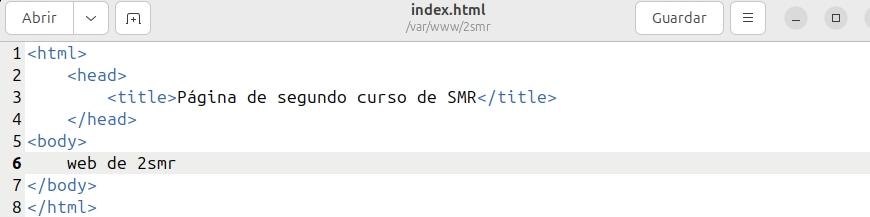 Abrir
index.html
/var/www/2smr
Guardar
1 <html>
2     <head>
3         <title>Página de segundo curso de SMR</title>
4     </head>
5 <body>
6     web de 2smr
7 </body>
8 </html>